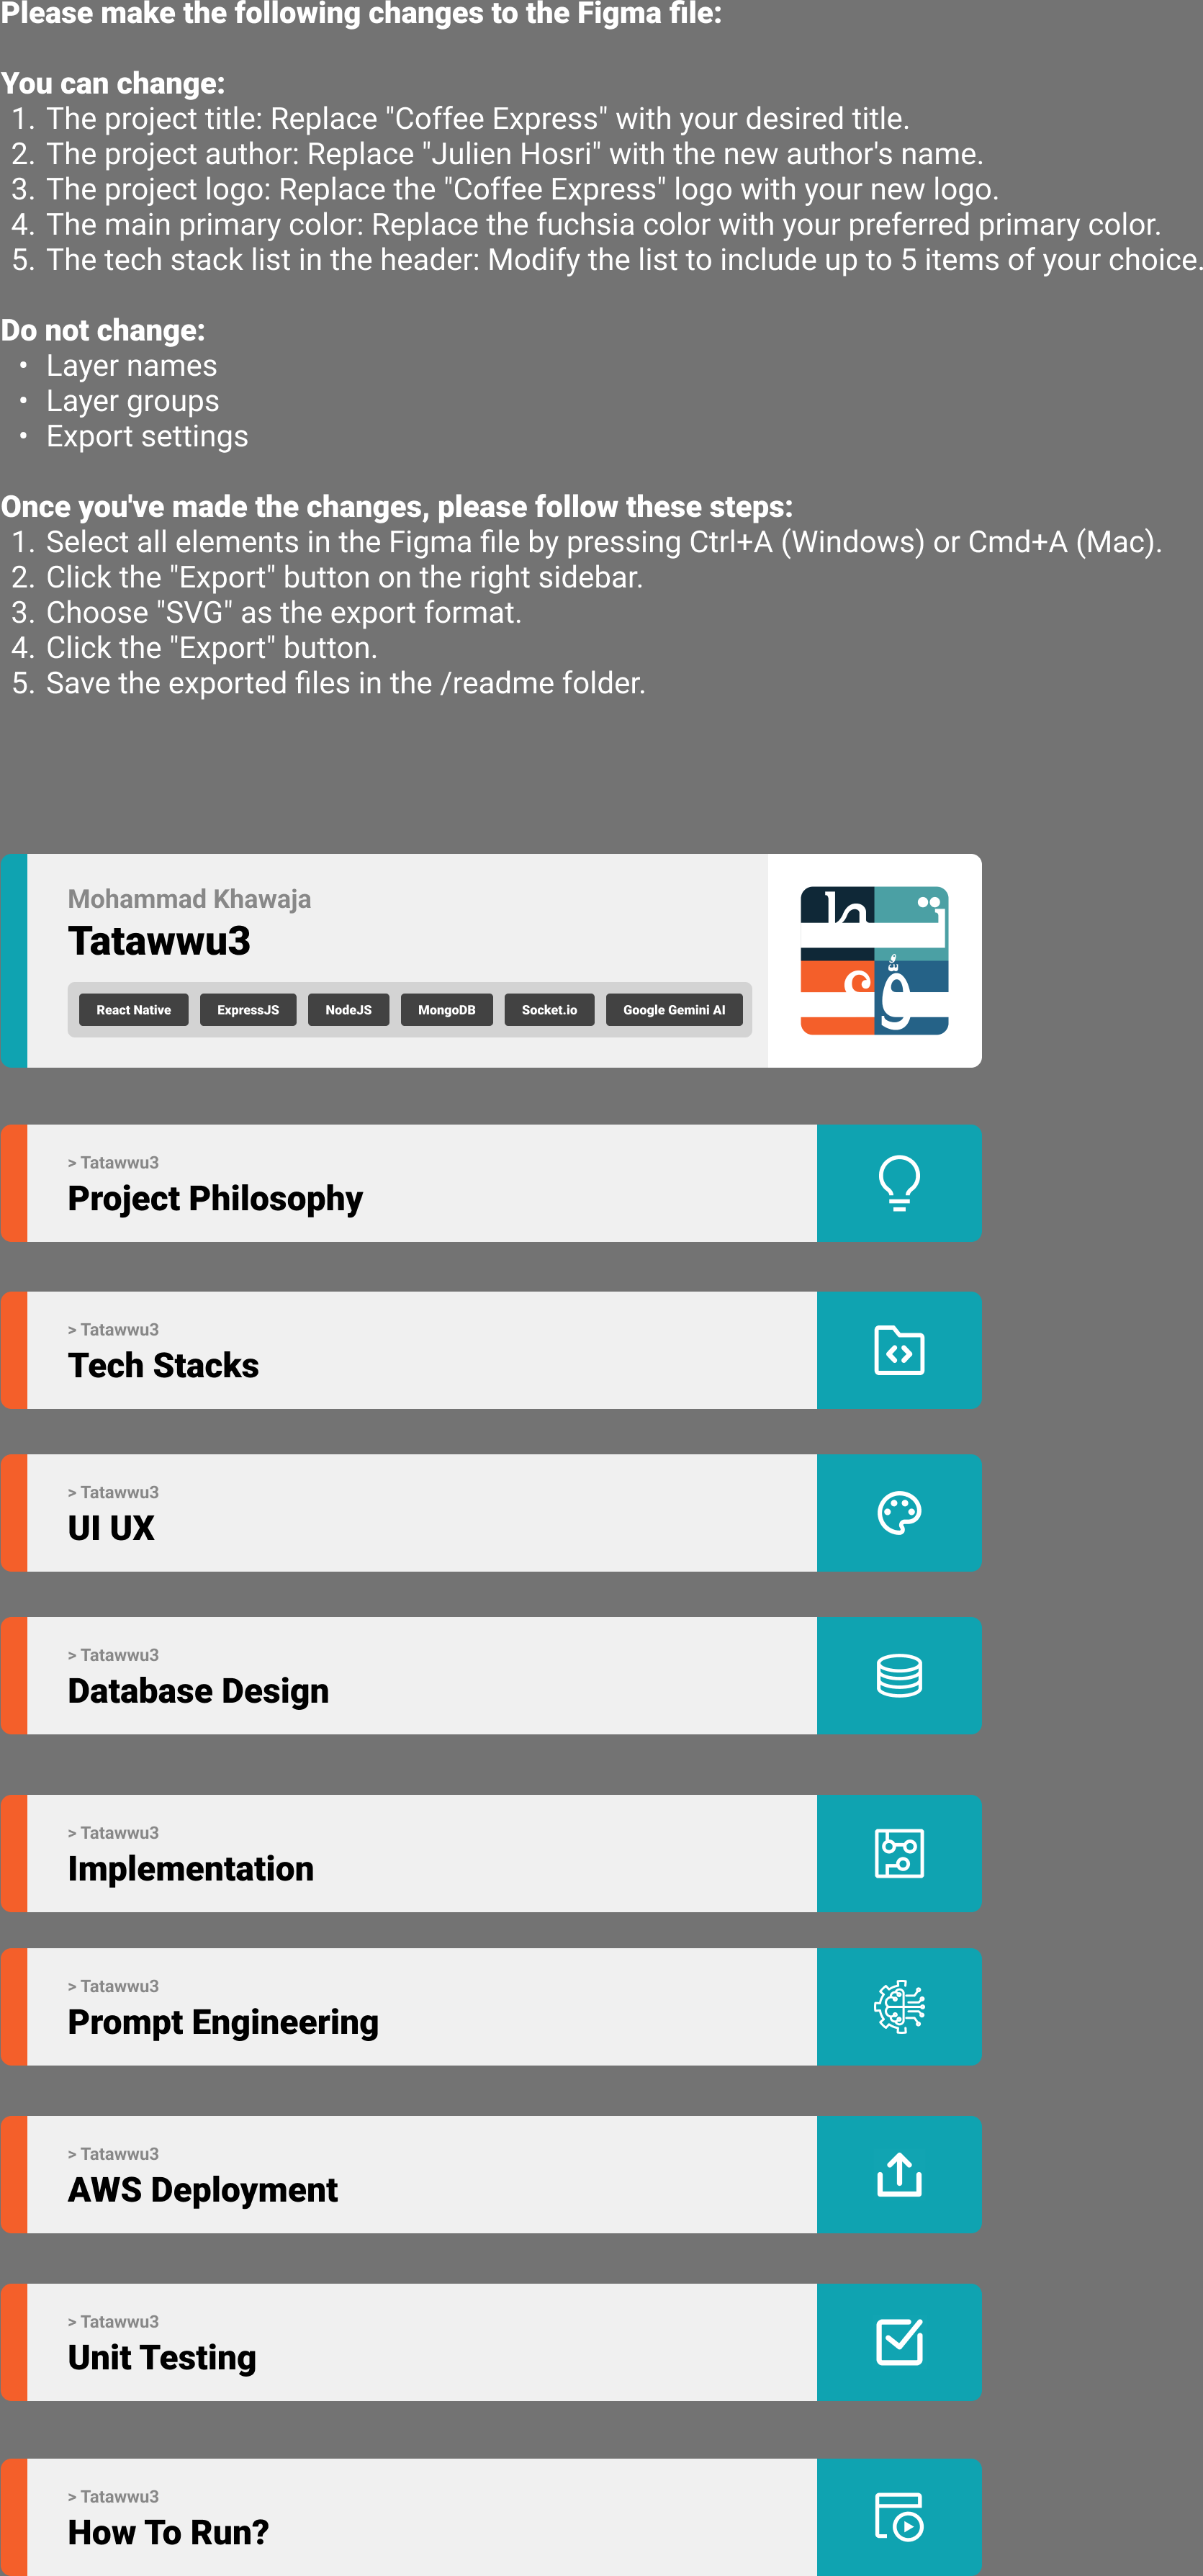 Please make the following changes to the Figma file:
You can change:
1. The project title: Replace "Coffee Express" with your desired title.
2. The project author: Replace "Julien Hosri" with the new author's name.
3. The project logo: Replace the "Coffee Express" logo with your new logo.
4. The main primary color: Replace the fuchsia color with your preferred primary color.
5. The tech stack list in the header: Modify the list to include up to 5 items of your choice.
Do not change:
• Layer names
• Layer groups
• Export settings
Once you've made the changes, please follow these steps:
1. Select all elements in the Figma file by pressing Ctrl+A (Windows) or Cmd+A (Mac).
2. Click the "Export" button on the right sidebar.
3. Choose "SVG" as the export format.
4. Click the "Export" button.
5. Save the exported files in the /readme folder.
Mohammad Khawaja
Tatawwu3
React Native ExpressJS NodeJS MongoDB Socket.io Google Gemini AI
> Tatawwu3
Project Philosophy
> Tatawwu3
Tech Stacks
> Tatawwu3
UI UX
> Tatawwu3
Database Design
> Tatawwu3
Implementation
> Tatawwu3
Prompt Engineering
> Tatawwu3
AWS Deployment
> Tatawwu3
Unit Testing
> Tatawwu3
How To Run?